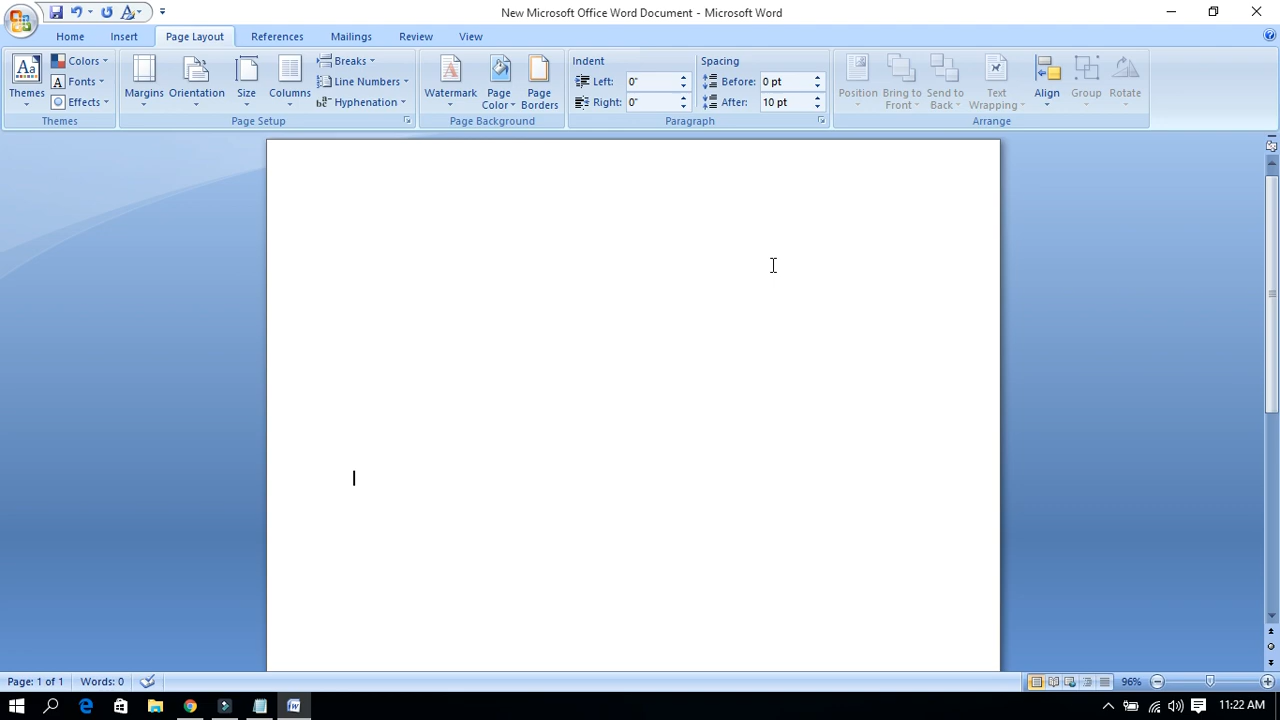 New Microsoft Office Word Document - Microsoft Word
Home Insert Page Layout References Mailings Review View
Aa Themes Colors Fonts Effects
Themes
Margins Orientation Size Columns Breaks Line Numbers Hyphenation
Page Setup
Watermark Page Color Page Borders
Page Background
Indent
Left: 0"
Right: 0"
Spacing
Before: 0 pt
After: 10 pt
Paragraph
Position Bring to Front Send to Back Text Wrapping Align Group Rotate
Arrange
Page: 1 of 1 Words: 0 96%
11:22 AM